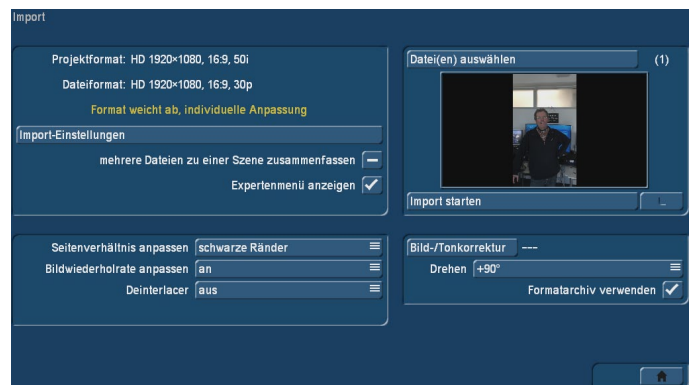 Import
Projektformat: HD 1920×1080, 16:9, 50i
Dateiformat: HD 1920×1080, 16:9, 30p
Format weicht ab, individuelle Anpassung
Import-Einstellungen
mehrere Dateien zu einer Szene zusammenfassen
Expertenmenü anzeigen
Datei(en) auswählen (1)
Import starten
Seitenverhältnis anpassen schwarze Ränder
Bildwiederholrate anpassen an
Deinterlacer aus
Bild-/Tonkorrektur ---
Drehen +90°
Formatarchiv verwenden